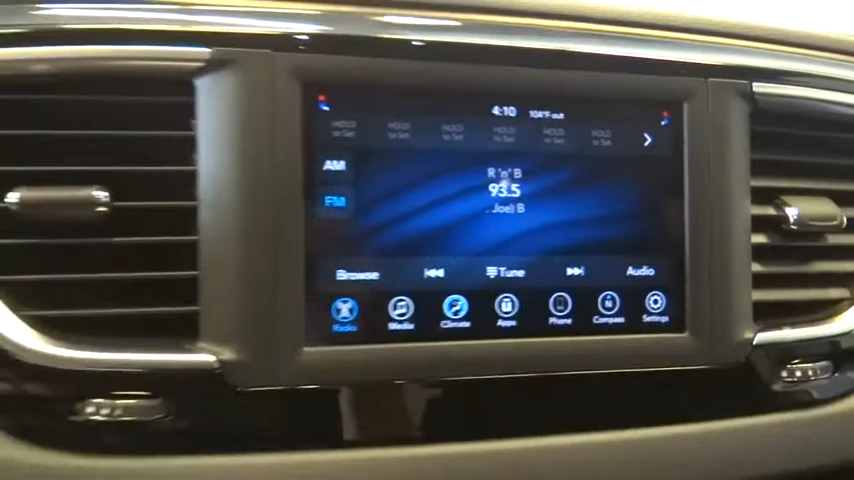 4:10 104°F out
HOLD to Set HOLD to Set HOLD to Set HOLD to Set HOLD to Set HOLD to Set
AM
R 'n' B
93.5
FM
Joe) B
Browse Tune Audio
Radio Media Climate Apps Phone Compass Settings